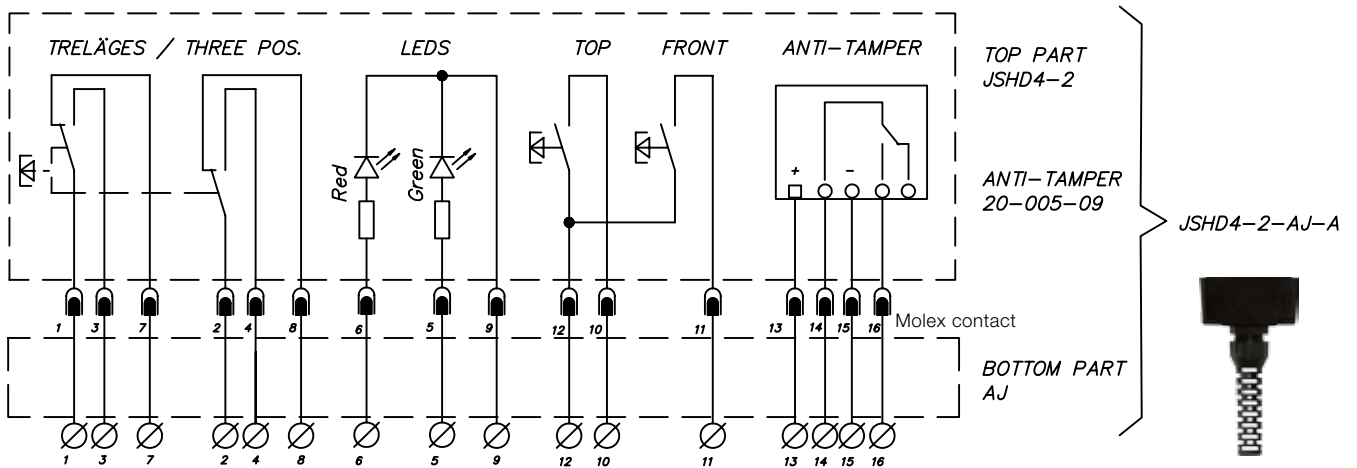 TRELÄGES / THREE POS.
LEDS
TOP
FRONT
ANTI-TAMPER
TOP PART
JSHD4-2
Red
Green
+
-
ANTI-TAMPER
20-005-09
JSHD4-2-AJ-A
1 3 7 2 4 8 6 5 9 12 10 11 13 14 15 16
Molex contact
BOTTOM PART
AJ
1 3 7 2 4 8 6 5 9 12 10 11 13 14 15 16